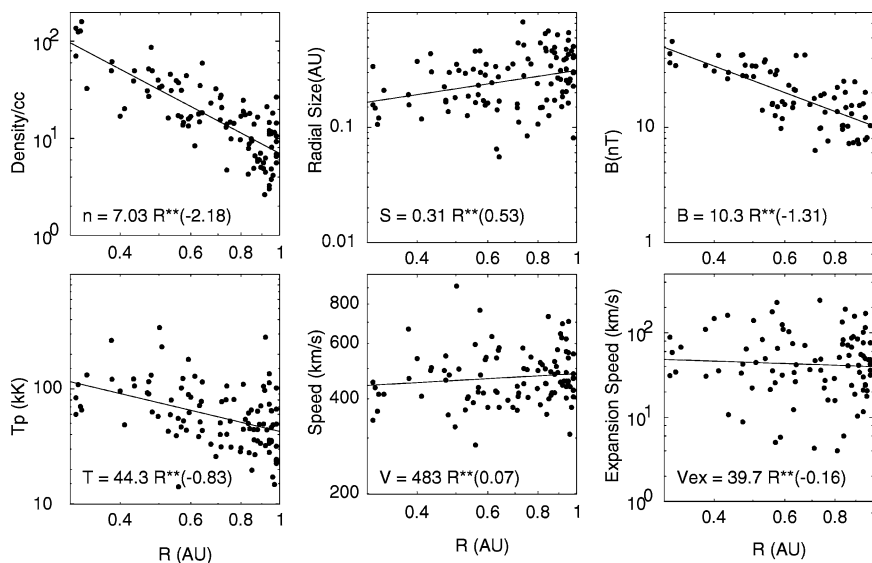 Density/cc
10²
10¹
10⁰
n = 7.03 R**(-2.18)
0.4 0.6 0.8 1
Radial Size(AU)
0.1
0.01
S = 0.31 R**(0.53)
0.4 0.6 0.8 1
B(nT)
10
1
B = 10.3 R**(-1.31)
0.4 0.6 0.8 1
Tp (kK)
100
10
T = 44.3 R**(-0.83)
0.4 0.6 0.8 1
R (AU)
Speed (km/s)
800
600
400
200
V = 483 R**(0.07)
0.4 0.6 0.8 1
R (AU)
Expansion Speed (km/s)
10²
10¹
10⁰
Vex = 39.7 R**(-0.16)
0.4 0.6 0.8 1
R (AU)